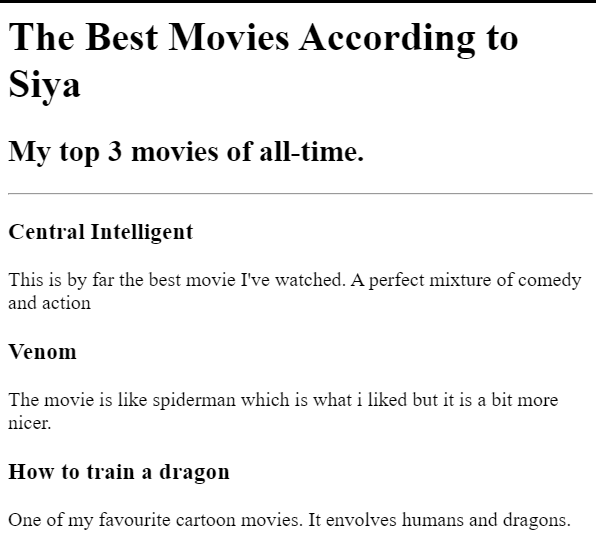 The Best Movies According to
Siya
My top 3 movies of all-time.
Central Intelligent
This is by far the best movie I've watched. A perfect mixture of comedy
and action
Venom
The movie is like spiderman which is what i liked but it is a bit more
nicer.
How to train a dragon
One of my favourite cartoon movies. It envolves humans and dragons.